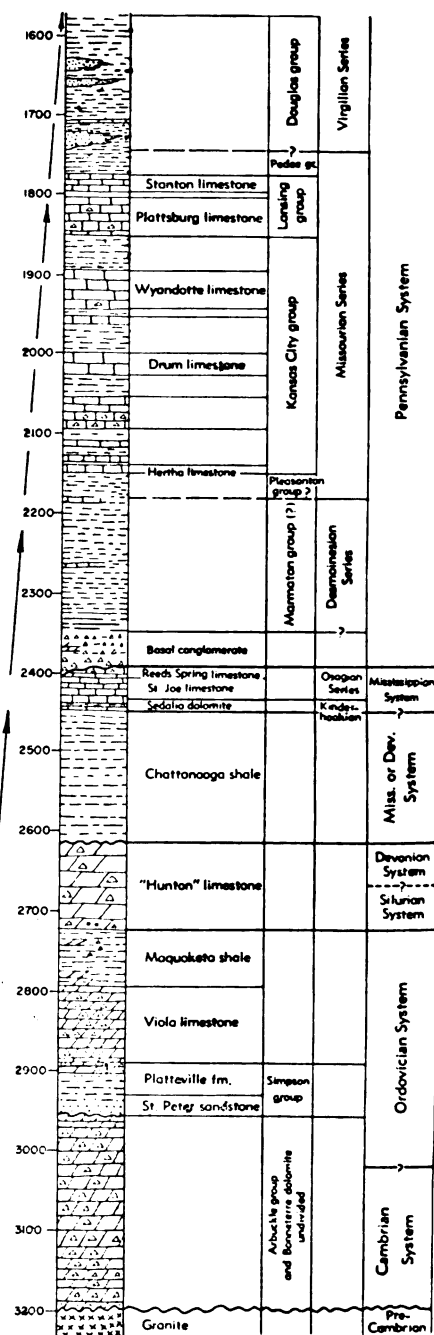 1600
1700
1800
1900
2000
2100
2200
2300
2400
2500
2600
2700
2800
2900
3000
3100
3200
Stanton limestone
Plattsburg limestone
Wyandotte limestone
Drum limestone
Hertha limestone
Basal conglomerate
Reeds Spring limestone
St. Joe limestone
Sedalia dolomite
Chattanooga shale
"Hunton" limestone
Maquoketa shale
Viola limestone
Platteville fm.
St. Peter sandstone
Granite
Douglas group
?
Pedee gr.
Lansing
group
Kansas City group
Pleasanton
group ?
Marmaton group (?)
Simpson
group
Arbuckle group
and Bonneterre dolomite
undivided
Virgilian Series
?
Missourian Series
Desmoinesian
Series
?
Osagian
Series
Kinder-
hookian
Pennsylvanian System
Mississippian
System
?
Miss. or Dev.
System
Devonian
System
?
Silurian
System
Ordovician System
?
Cambrian
System
Pre-
Cambrian